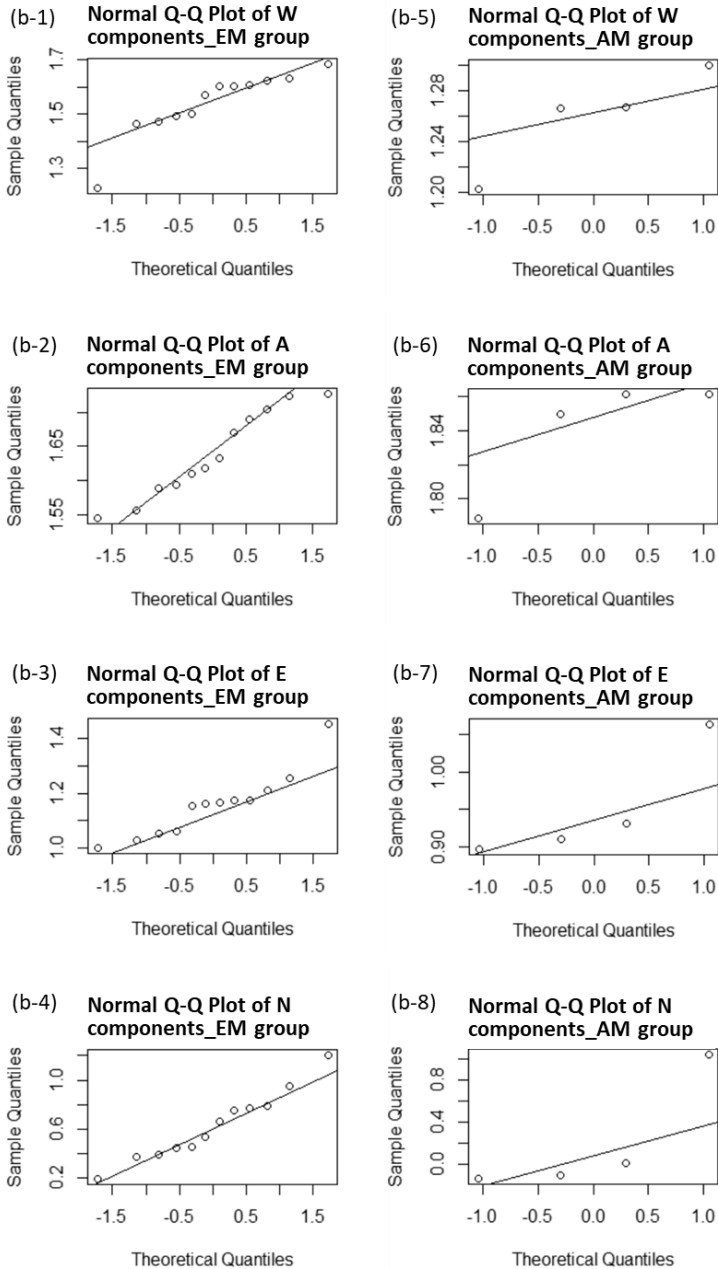 (b-1)
Normal Q-Q Plot of W
components_EM group
Sample Quantiles
1.3 1.5 1.7
-1.5 -0.5 0.5 1.5
Theoretical Quantiles
(b-5)
Normal Q-Q Plot of W
components_AM group
Sample Quantiles
1.20 1.24 1.28
-1.0 -0.5 0.0 0.5 1.0
Theoretical Quantiles
(b-2)
Normal Q-Q Plot of A
components_EM group
Sample Quantiles
1.55 1.65
-1.5 -0.5 0.5 1.5
Theoretical Quantiles
(b-6)
Normal Q-Q Plot of A
components_AM group
Sample Quantiles
1.80 1.84
-1.0 -0.5 0.0 0.5 1.0
Theoretical Quantiles
(b-3)
Normal Q-Q Plot of E
components_EM group
Sample Quantiles
1.0 1.2 1.4
-1.5 -0.5 0.5 1.5
Theoretical Quantiles
(b-7)
Normal Q-Q Plot of E
components_AM group
Sample Quantiles
0.90 1.00
-1.0 -0.5 0.0 0.5 1.0
Theoretical Quantiles
(b-4)
Normal Q-Q Plot of N
components_EM group
Sample Quantiles
0.2 0.6 1.0
-1.5 -0.5 0.5 1.5
Theoretical Quantiles
(b-8)
Normal Q-Q Plot of N
components_AM group
Sample Quantiles
0.0 0.4 0.8
-1.0 -0.5 0.0 0.5 1.0
Theoretical Quantiles